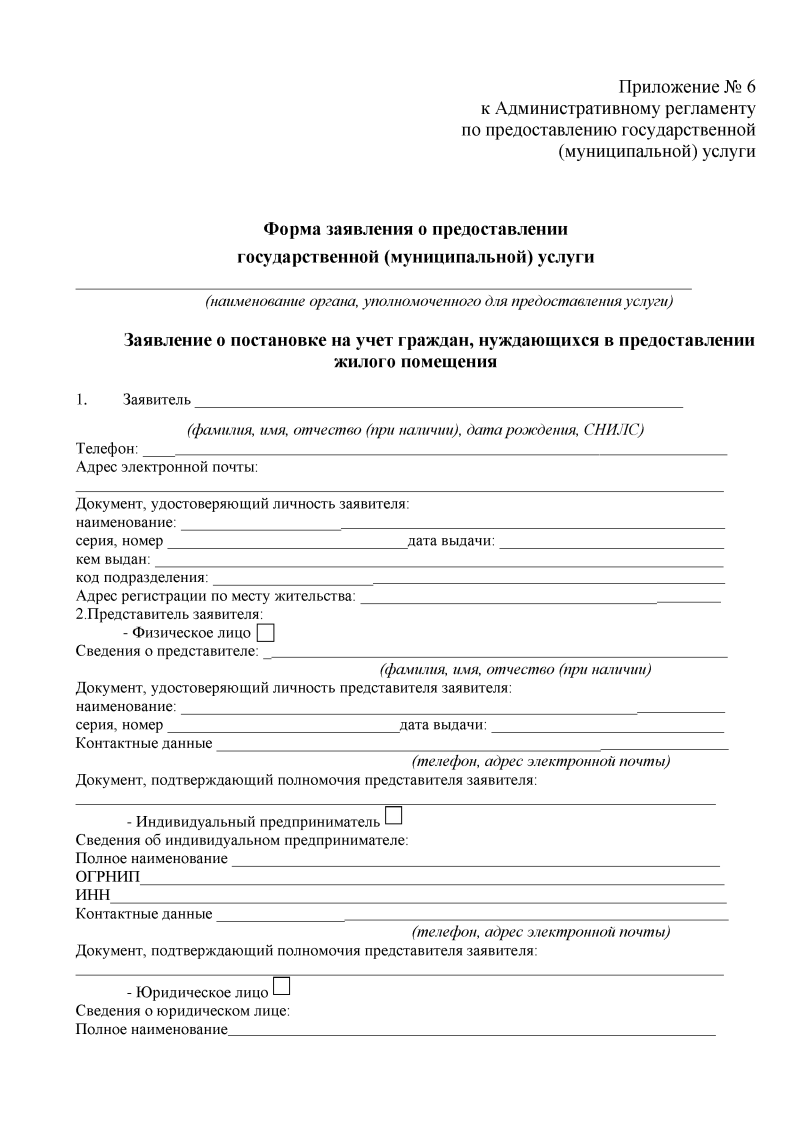 Приложение № 6
к Административному регламенту
по предоставлению государственной
(муниципальной) услуги
Форма заявления о предоставлении
государственной (муниципальной) услуги
(наименование органа, уполномоченного для предоставления услуги)
Заявление о постановке на учет граждан, нуждающихся в предоставлении
жилого помещения
1. Заявитель
(фамилия, имя, отчество (при наличии), дата рождения, СНИЛС)
Телефон:
Адрес электронной почты:
Документ, удостоверяющий личность заявителя:
наименование:
серия, номер дата выдачи:
кем выдан:
код подразделения:
Адрес регистрации по месту жительства:
2.Представитель заявителя:
- Физическое лицо
Сведения о представителе:
(фамилия, имя, отчество (при наличии)
Документ, удостоверяющий личность представителя заявителя:
наименование:
серия, номер дата выдачи:
Контактные данные
(телефон, адрес электронной почты)
Документ, подтверждающий полномочия представителя заявителя:
- Индивидуальный предприниматель
Сведения об индивидуальном предпринимателе:
Полное наименование
ОГРНИП
ИНН
Контактные данные
(телефон, адрес электронной почты)
Документ, подтверждающий полномочия представителя заявителя:
- Юридическое лицо
Сведения о юридическом лице:
Полное наименование